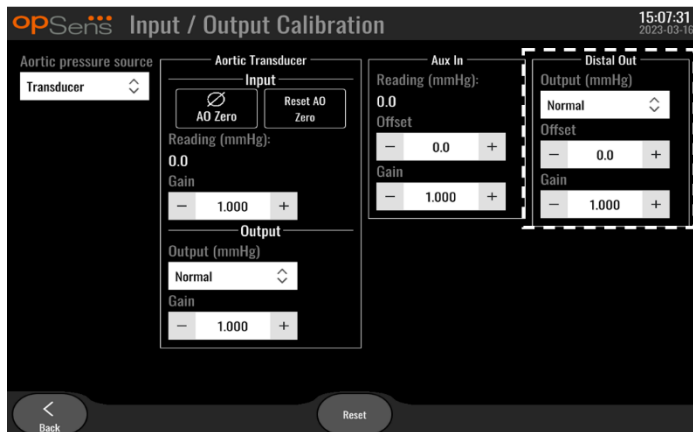 opSens Input / Output Calibration
15:07:31
2023-03-16
Aortic pressure source
Transducer
Aortic Transducer
Input
AO Zero
Reset AO
Zero
Reading (mmHg):
0.0
Gain
− 1.000 +
Output
Output (mmHg)
Normal
Gain
− 1.000 +
Aux In
Reading (mmHg):
0.0
Offset
− 0.0 +
Gain
− 1.000 +
Distal Out
Output (mmHg)
Normal
Offset
− 0.0 +
Gain
− 1.000 +
Back
Reset